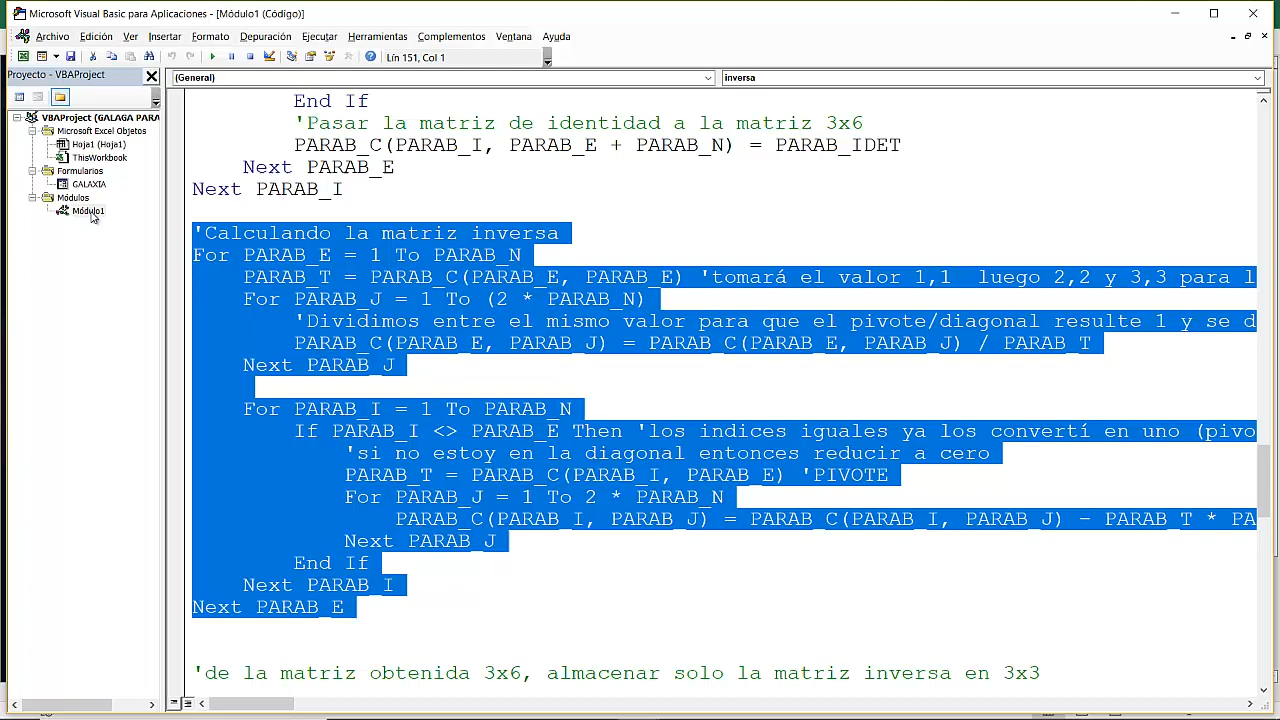 Microsoft Visual Basic para Aplicaciones - [Módulo1 (Código)]
Archivo Edición Ver Insertar Formato Depuración Ejecutar Herramientas Complementos Ventana Ayuda
Lín 151, Col 1
Proyecto - VBAProject
(General)
inversa
VBAProject (GALAGA PARA
Microsoft Excel Objetos
Hoja1 (Hoja1)
ThisWorkbook
Formularios
GALAXIA
Módulos
Módulo1
End If
'Pasar la matriz de identidad a la matriz 3x6
PARAB_C(PARAB_I, PARAB_E + PARAB_N) = PARAB_IDET
Next PARAB_E
Next PARAB_I
'Calculando la matriz inversa
For PARAB_E = 1 To PARAB_N
PARAB_T = PARAB_C(PARAB_E, PARAB_E) 'tomará el valor 1,1  luego 2,2 y 3,3 para l
For PARAB_J = 1 To (2 * PARAB_N)
'Dividimos entre el mismo valor para que el pivote/diagonal resulte 1 y se d
PARAB_C(PARAB_E, PARAB_J) = PARAB_C(PARAB_E, PARAB_J) / PARAB_T
Next PARAB_J
For PARAB_I = 1 To PARAB_N
If PARAB_I <> PARAB_E Then 'los indices iguales ya los convertí en uno (pivo
'si no estoy en la diagonal entonces reducir a cero
PARAB_T = PARAB_C(PARAB_I, PARAB_E) 'PIVOTE
For PARAB_J = 1 To 2 * PARAB_N
PARAB_C(PARAB_I, PARAB_J) = PARAB_C(PARAB_I, PARAB_J) - PARAB_T * PA
Next PARAB_J
End If
Next PARAB_I
Next PARAB_E
'de la matriz obtenida 3x6, almacenar solo la matriz inversa en 3x3